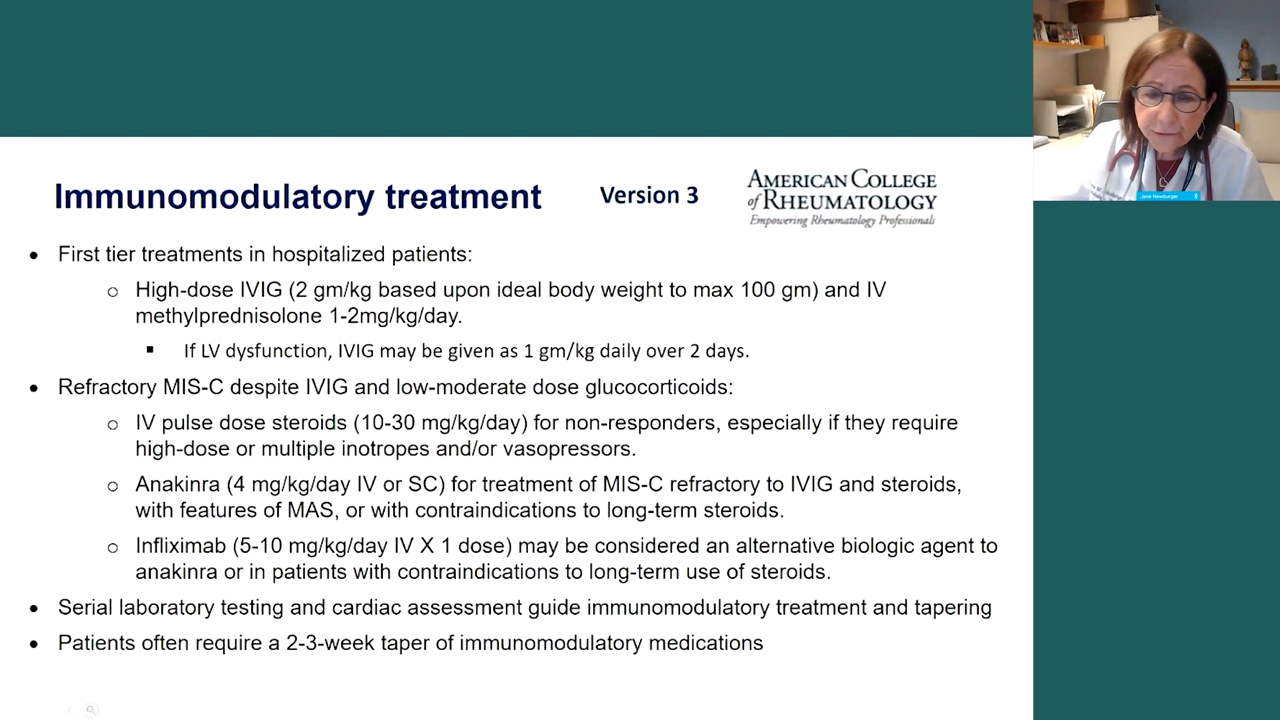 Immunomodulatory treatment
Version 3
AMERICAN COLLEGE
of RHEUMATOLOGY
Empowering Rheumatology Professionals
• First tier treatments in hospitalized patients:
o High-dose IVIG (2 gm/kg based upon ideal body weight to max 100 gm) and IV
methylprednisolone 1-2mg/kg/day.
▪ If LV dysfunction, IVIG may be given as 1 gm/kg daily over 2 days.
• Refractory MIS-C despite IVIG and low-moderate dose glucocorticoids:
o IV pulse dose steroids (10-30 mg/kg/day) for non-responders, especially if they require
high-dose or multiple inotropes and/or vasopressors.
o Anakinra (4 mg/kg/day IV or SC) for treatment of MIS-C refractory to IVIG and steroids,
with features of MAS, or with contraindications to long-term steroids.
o Infliximab (5-10 mg/kg/day IV X 1 dose) may be considered an alternative biologic agent to
anakinra or in patients with contraindications to long-term use of steroids.
• Serial laboratory testing and cardiac assessment guide immunomodulatory treatment and tapering
• Patients often require a 2-3-week taper of immunomodulatory medications
Jane Newburger